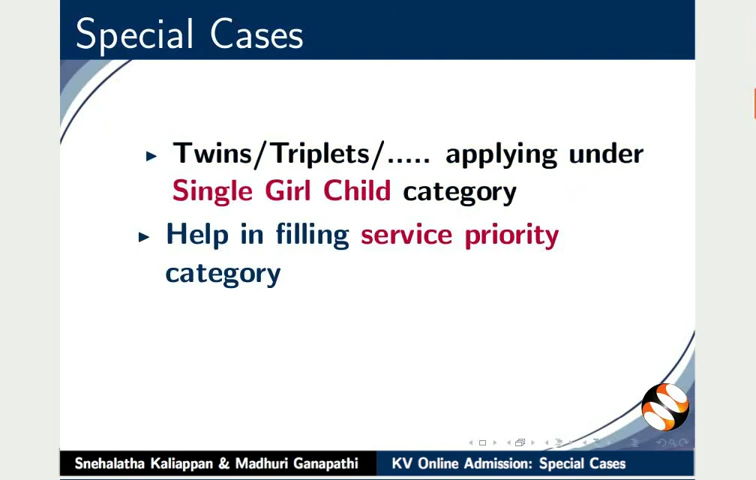 Special Cases
Twins/Triplets/..... applying under
Single Girl Child category
Help in filling service priority
category
Snehalatha Kaliappan & Madhuri Ganapathi KV Online Admission: Special Cases